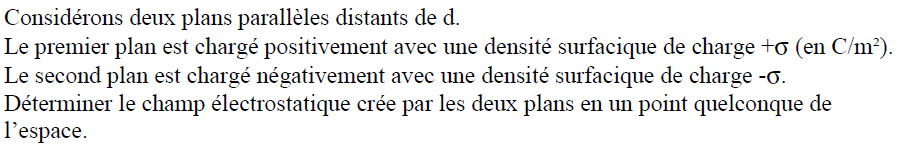 Considérons deux plans parallèles distants de d.
Le premier plan est chargé positivement avec une densité surfacique de charge +σ (en C/m²).
Le second plan est chargé négativement avec une densité surfacique de charge -σ.
Déterminer le champ électrostatique crée par les deux plans en un point quelconque de
l’espace.